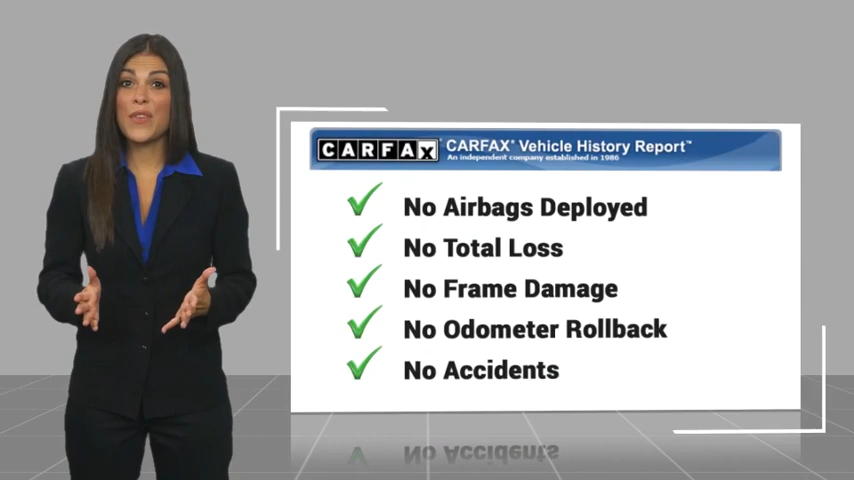 CARFAX® CARFAX® Vehicle History Report™
An independent company established in 1986
No Airbags Deployed
No Total Loss
No Frame Damage
No Odometer Rollback
No Accidents
No Accidents